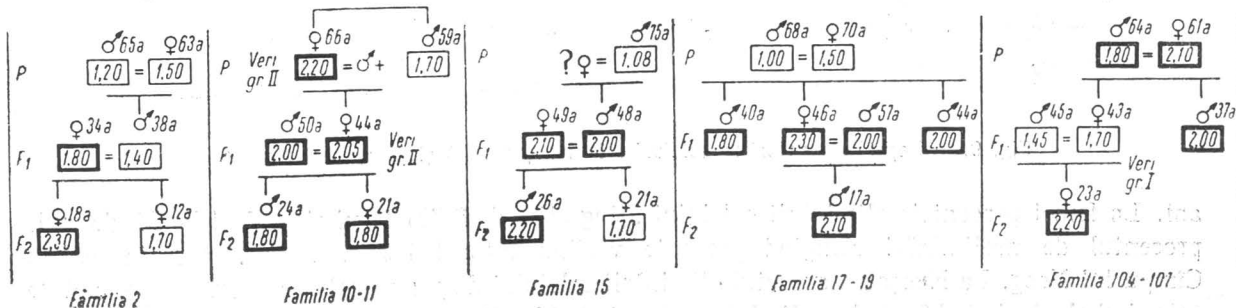 ♂65a ♀63a
P 1,20 = 1.50
♀34a ♂38a
F₁ 1.80 = 1,40
♀18a ♀12a
F₂ 2,30 1,70
Familia 2
♀66a ♂59a
P Veri gr II 2,20 = ♂ + 1,70
♂50a ♀44a
F₁ 2.00 = 2,05 Veri gr. II
♂24a ♀21a
F₂ 1,80 1,80
Familia 10-11
♂75a
P ?♀ = 1.08
♀49a ♂48a
F₁ 2.10 = 2,00
♂26a ♀21a
F₂ 2.20 1.70
Familia 15
♂68a ♀70a
P 1.00 = 1,50
♂40a ♀46a ♂57a ♂44a
F₁ 1,80 2,30 = 2.00 2.00
♂17a
F₂ 2,10
Familia 17-19
♂64a ♀61a
P 1,80 = 2,10
♂45a ♀43a ♂37a
F₁ 1.45 = 1,70 2,00
Veri
gr I
♀23a
F₂ 2,20
Familia 104-107